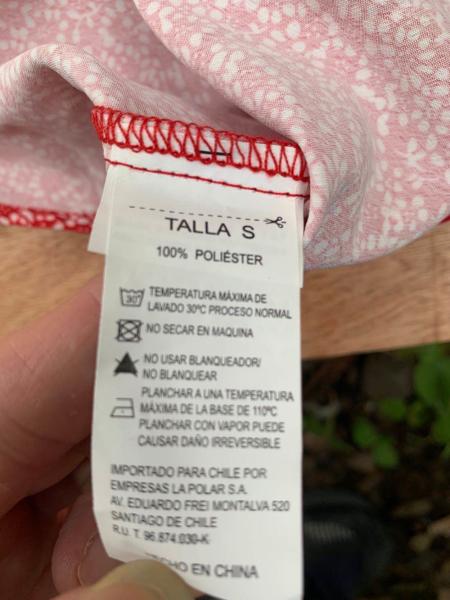 TALLA S
100% POLIÉSTER
30°
TEMPERATURA MÁXIMA DE
LAVADO 30ºC PROCESO NORMAL
NO SECAR EN MAQUINA
NO USAR BLANQUEADOR/
NO BLANQUEAR
PLANCHAR A UNA TEMPERATURA
MÁXIMA DE LA BASE DE 110ºC
PLANCHAR CON VAPOR PUEDE
CAUSAR DAÑO IRREVERSIBLE
IMPORTADO PARA CHILE POR
EMPRESAS LA POLAR S.A.
AV. EDUARDO FREI MONTALVA 520
SANTIAGO DE CHILE
R.U.T. 96.874.030-K
EN CHINA